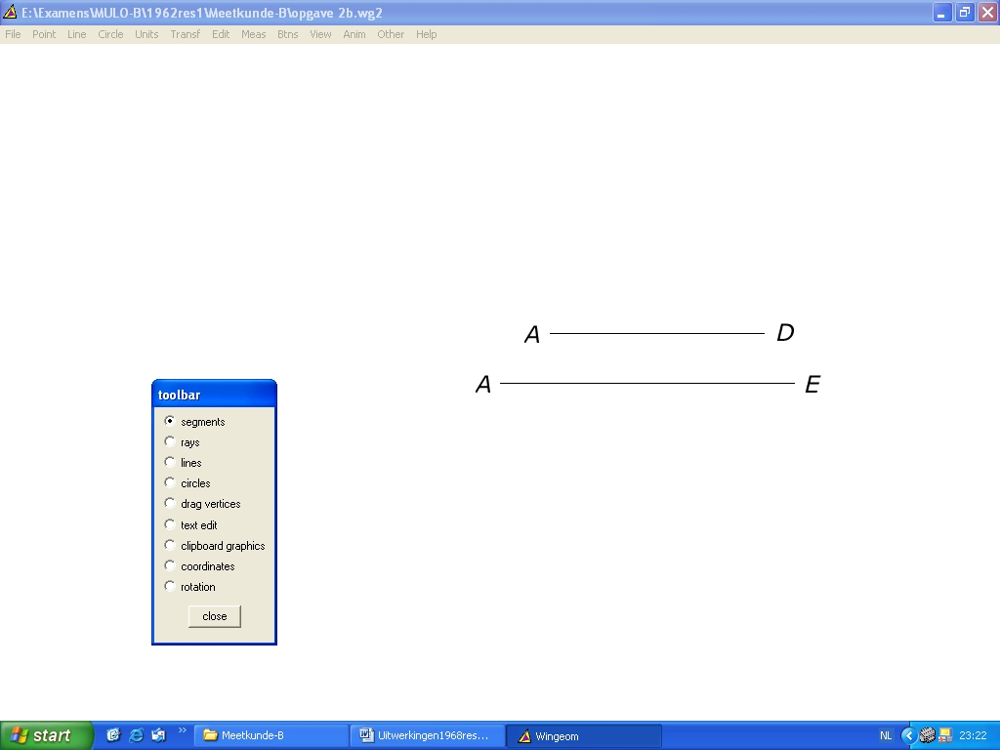 E:\Examens\MULO-B\1962res1\Meetkunde-B\opgave 2b.wg2
File Point Line Circle Units Transf Edit Meas Btns View Anim Other Help
A D
A E
toolbar
segments
rays
lines
circles
drag vertices
text edit
clipboard graphics
coordinates
rotation
close
start » Meetkunde-B Uitwerkingen1968res... Wingeom NL 23:22